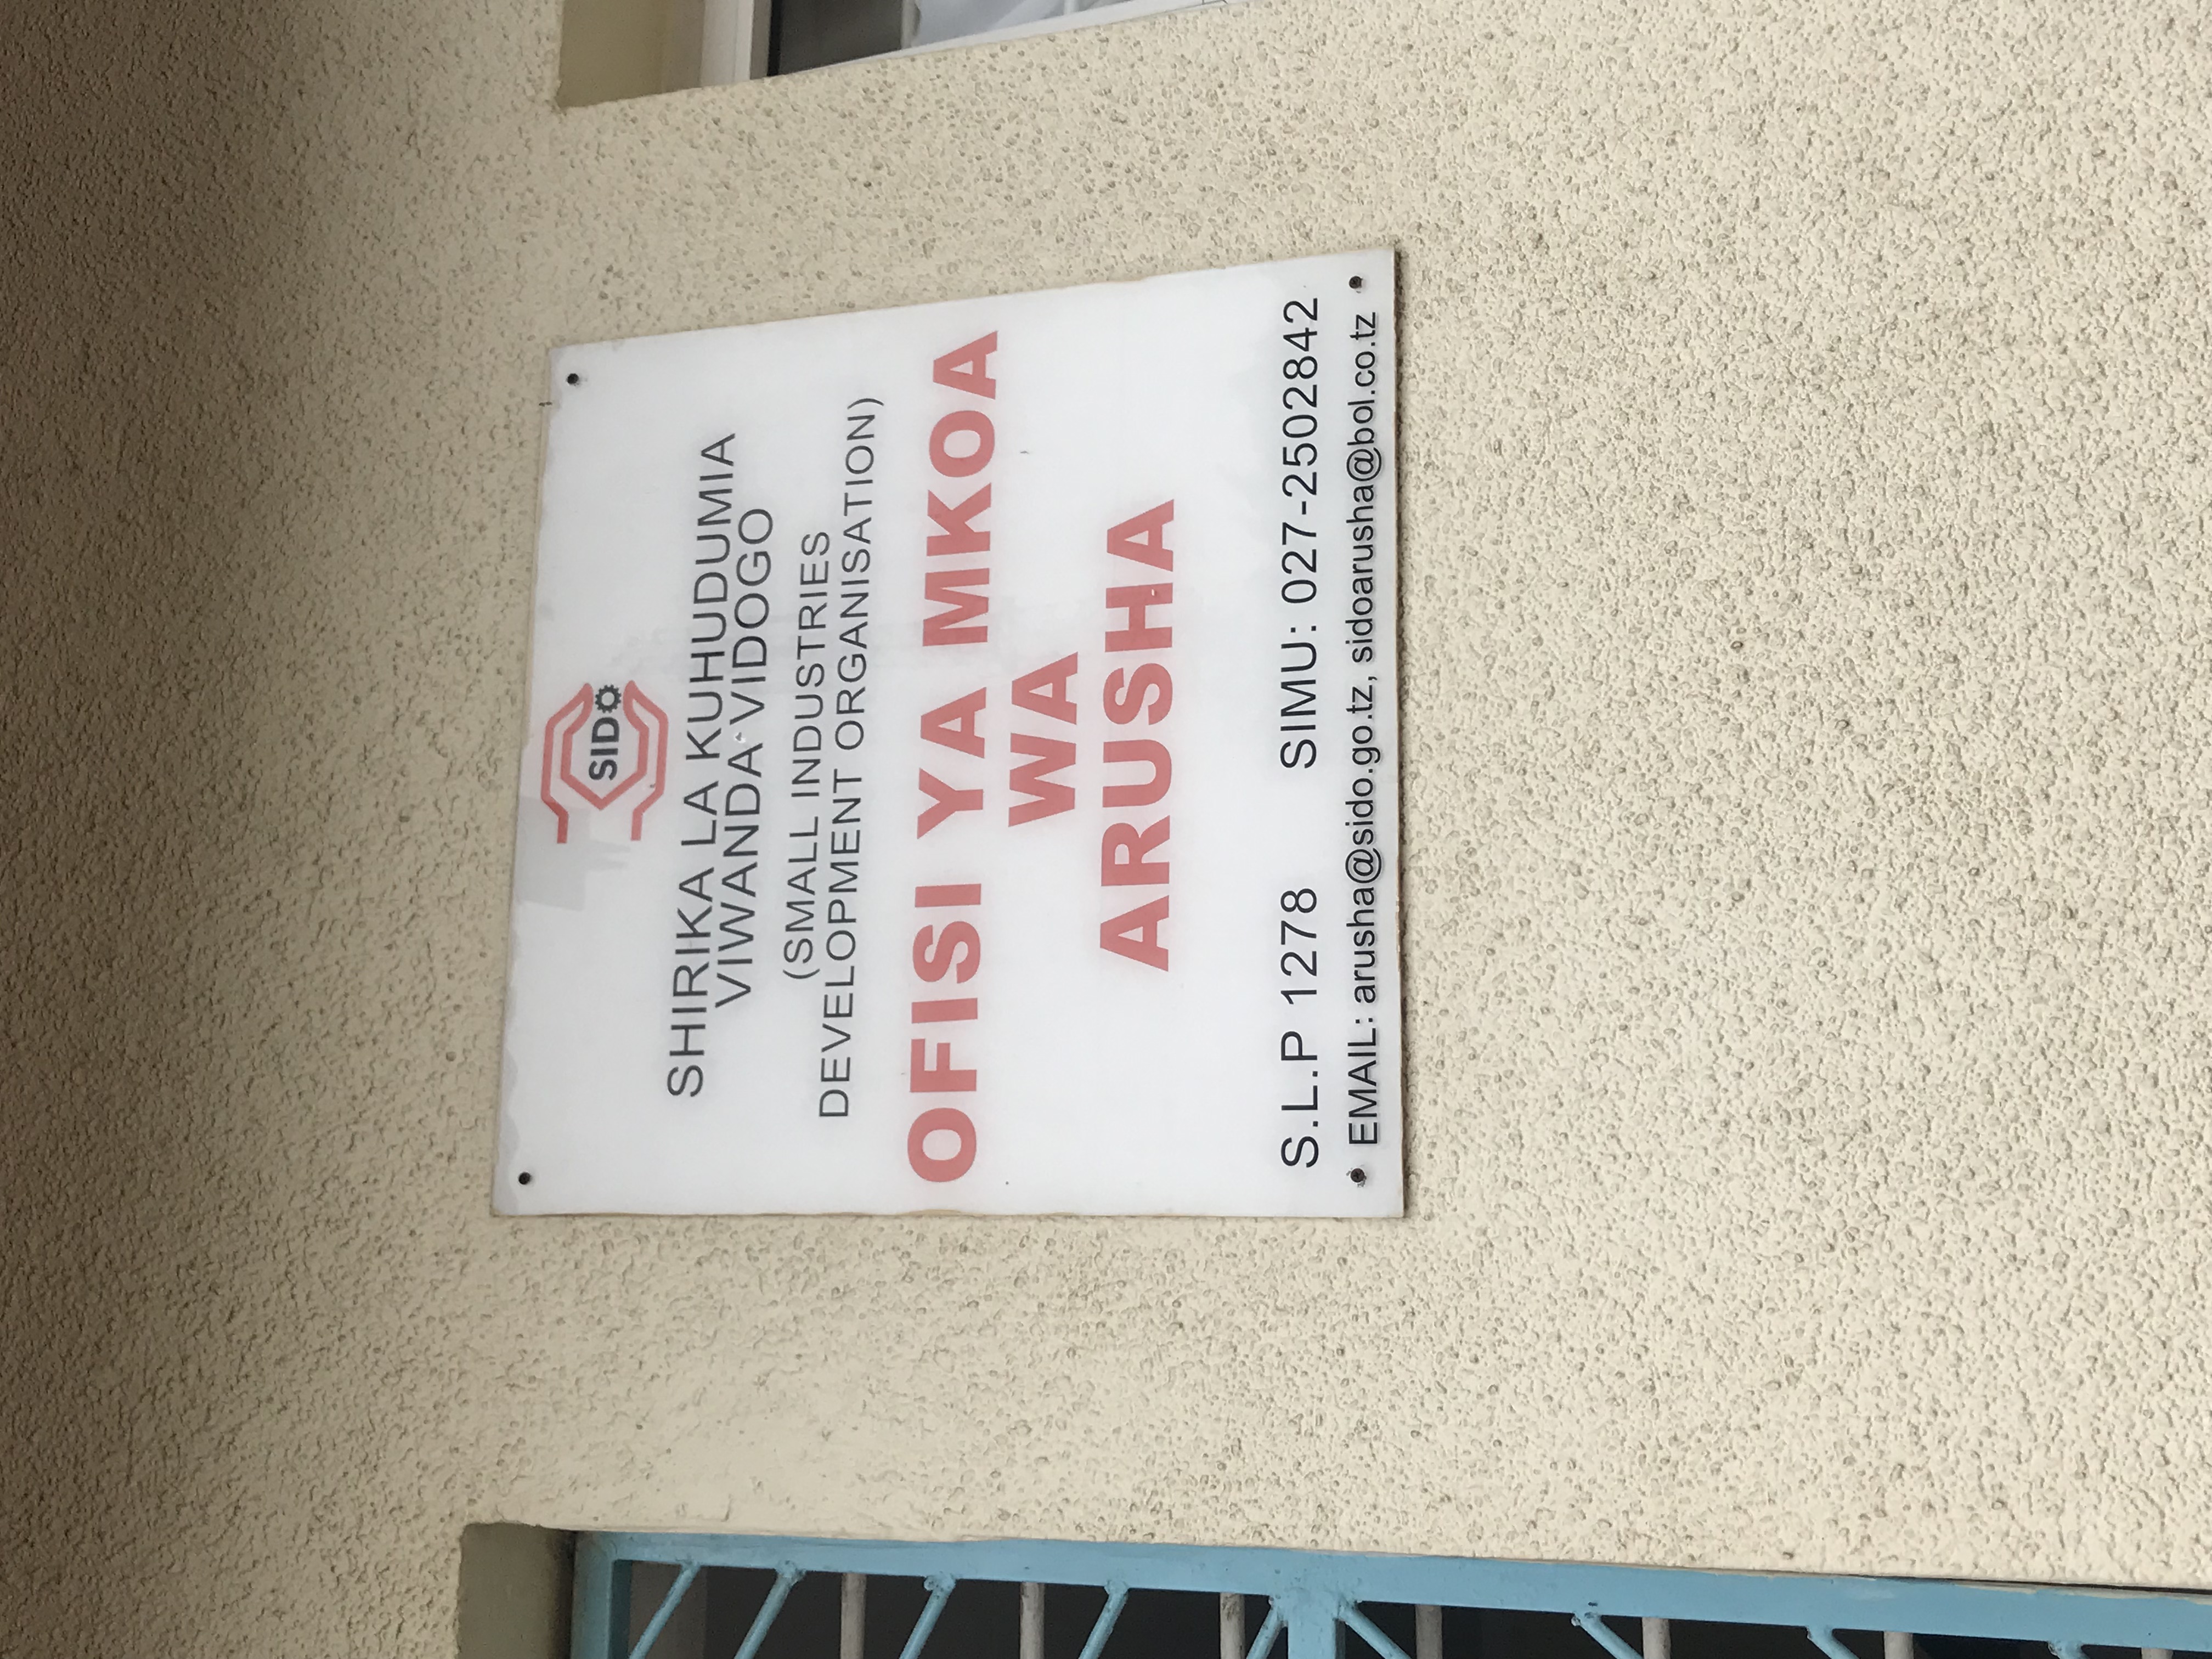 SIDO
SHIRIKA LA KUHUDUMIA
VIWANDA VIDOGO
(SMALL INDUSTRIES
DEVELOPMENT ORGANISATION)
OFISI YA MKOA
WA
ARUSHA
S.L.P 1278 SIMU: 027-2502842
EMAIL: arusha@sido.go.tz, sidoarusha@bol.co.tz